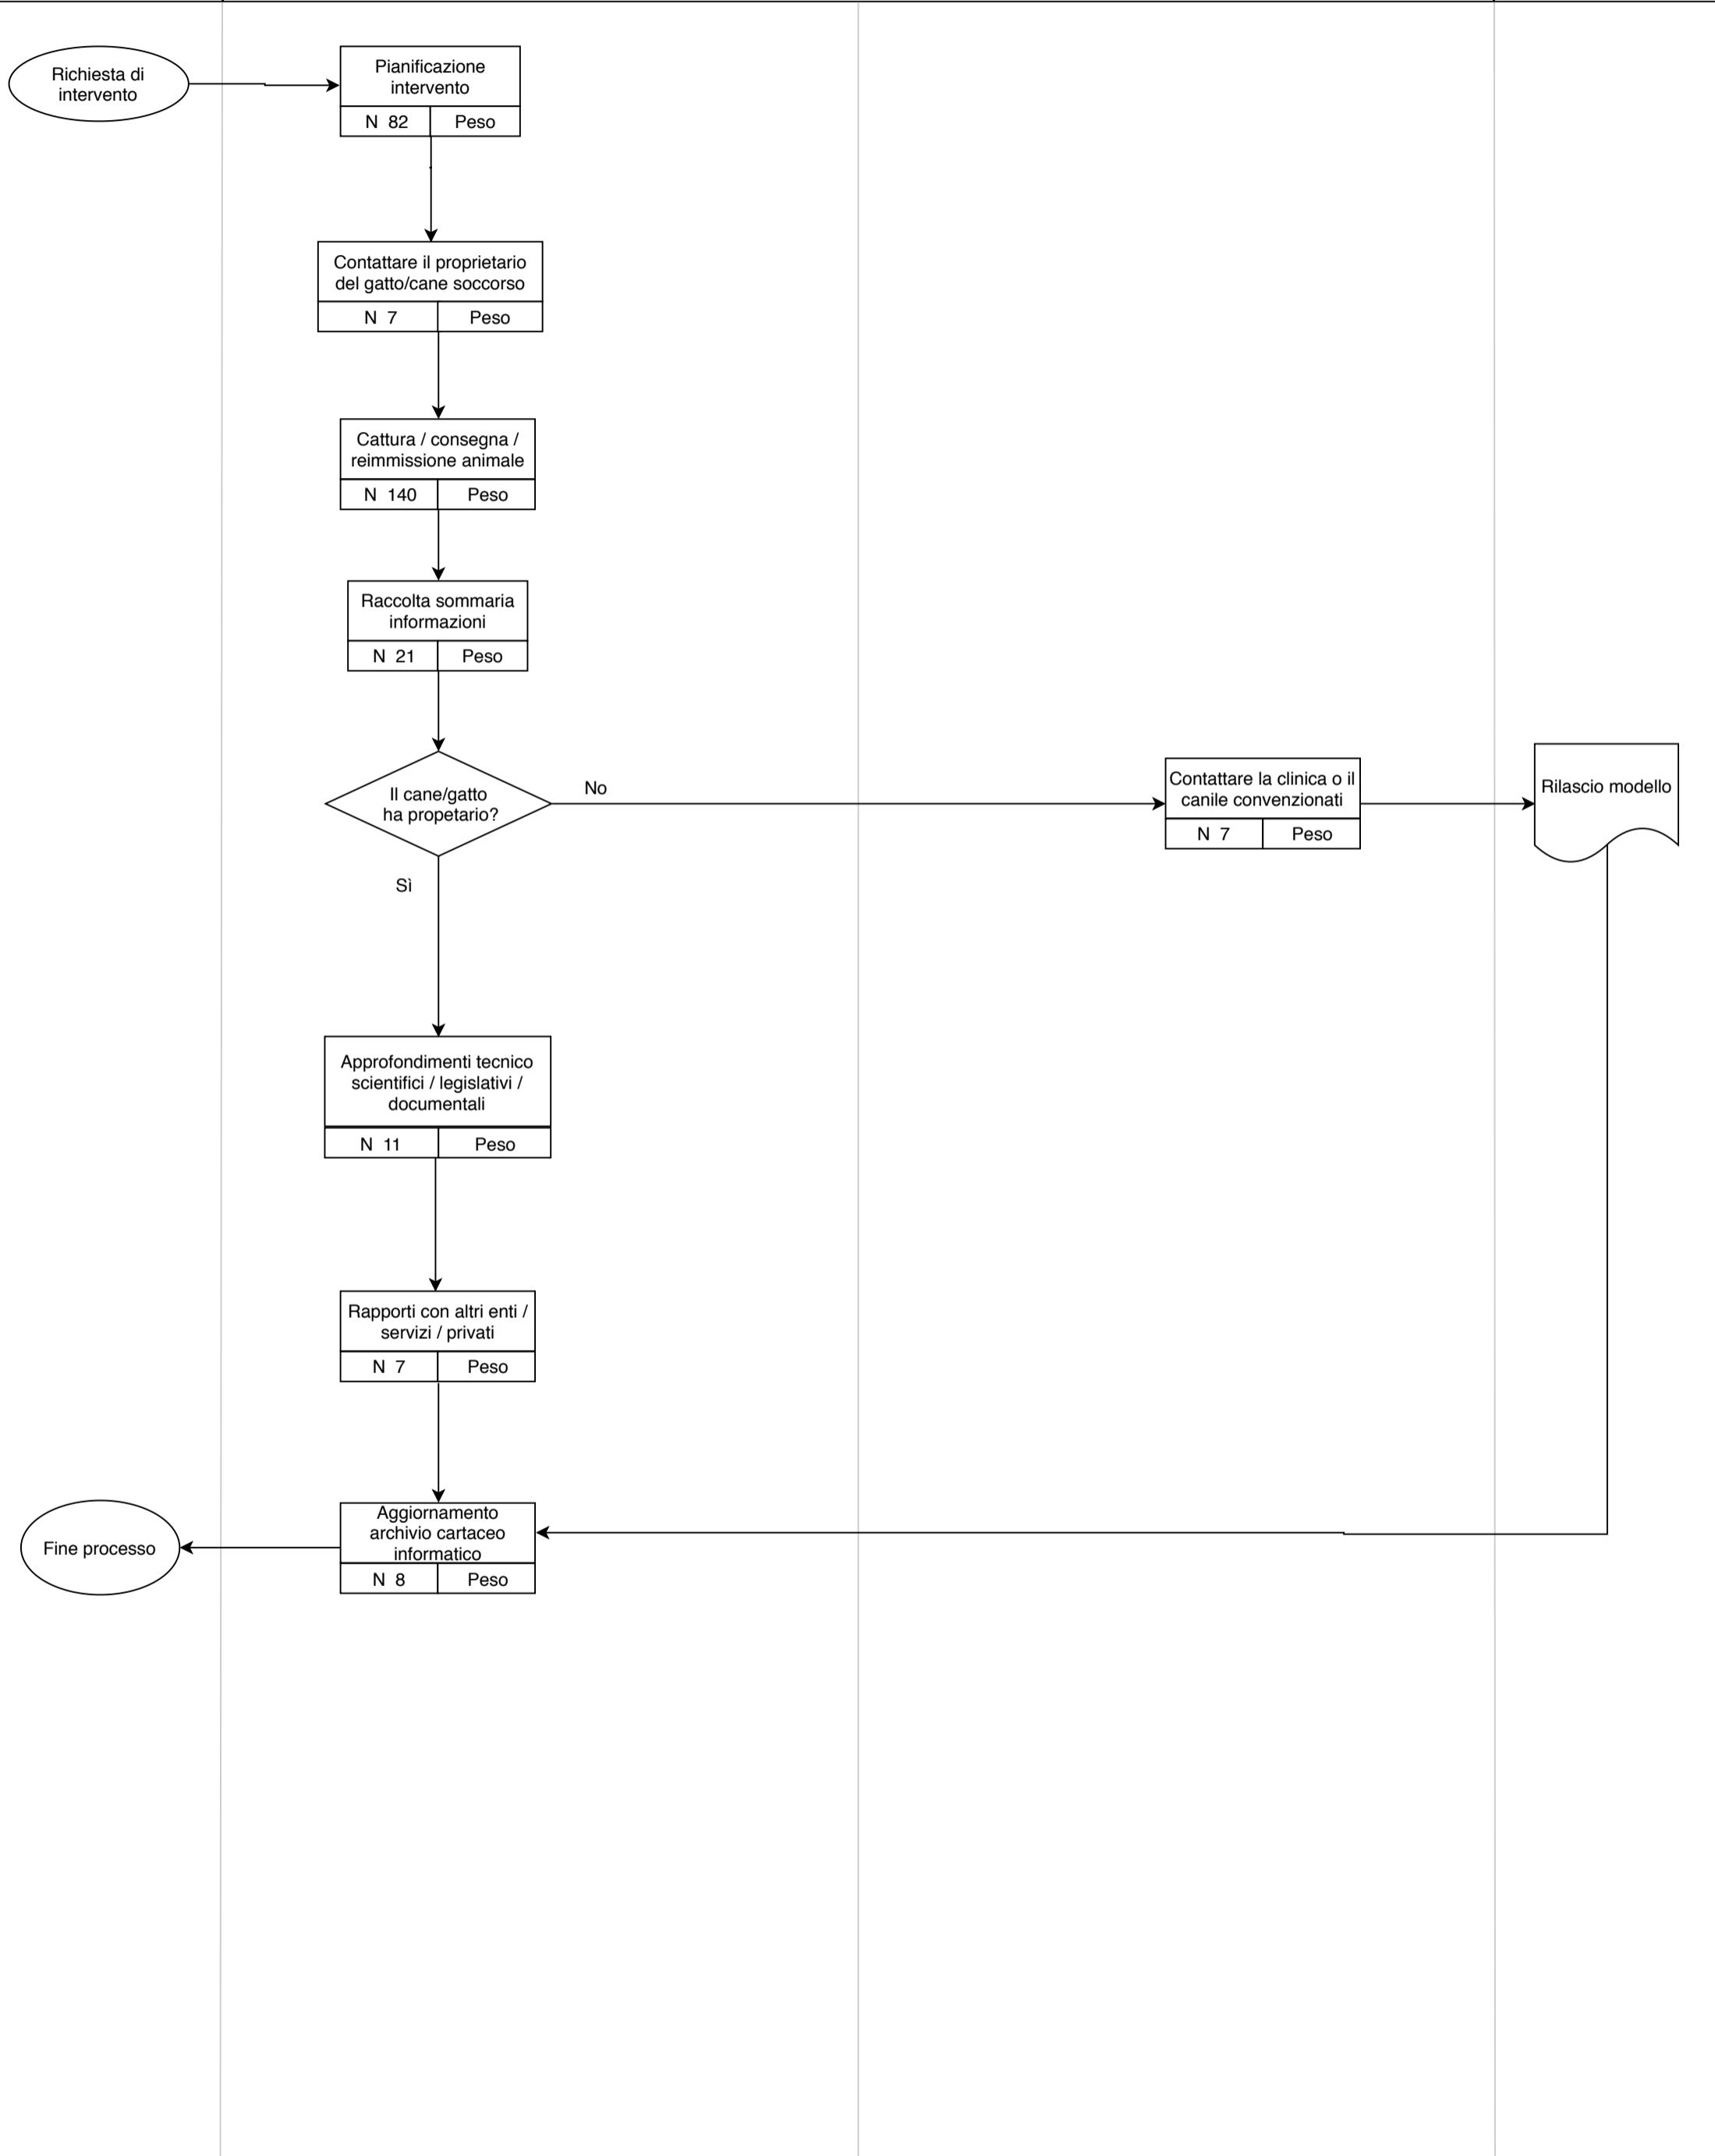 Richiesta di
intervento
Pianificazione
intervento
N 82
Peso
Contattare il proprietario
del gatto/cane soccorso
N 7
Peso
Cattura / consegna /
reimmissione animale
N 140
Peso
Raccolta sommaria
informazioni
N 21
Peso
Il cane/gatto
ha propetario?
No
Contattare la clinica o il
canile convenzionati
N 7
Peso
Rilascio modello
Sì
Approfondimenti tecnico
scientifici / legislativi /
documentali
N 11
Peso
Rapporti con altri enti /
servizi / privati
N 7
Peso
Aggiornamento
archivio cartaceo
informatico
N 8
Peso
Fine processo